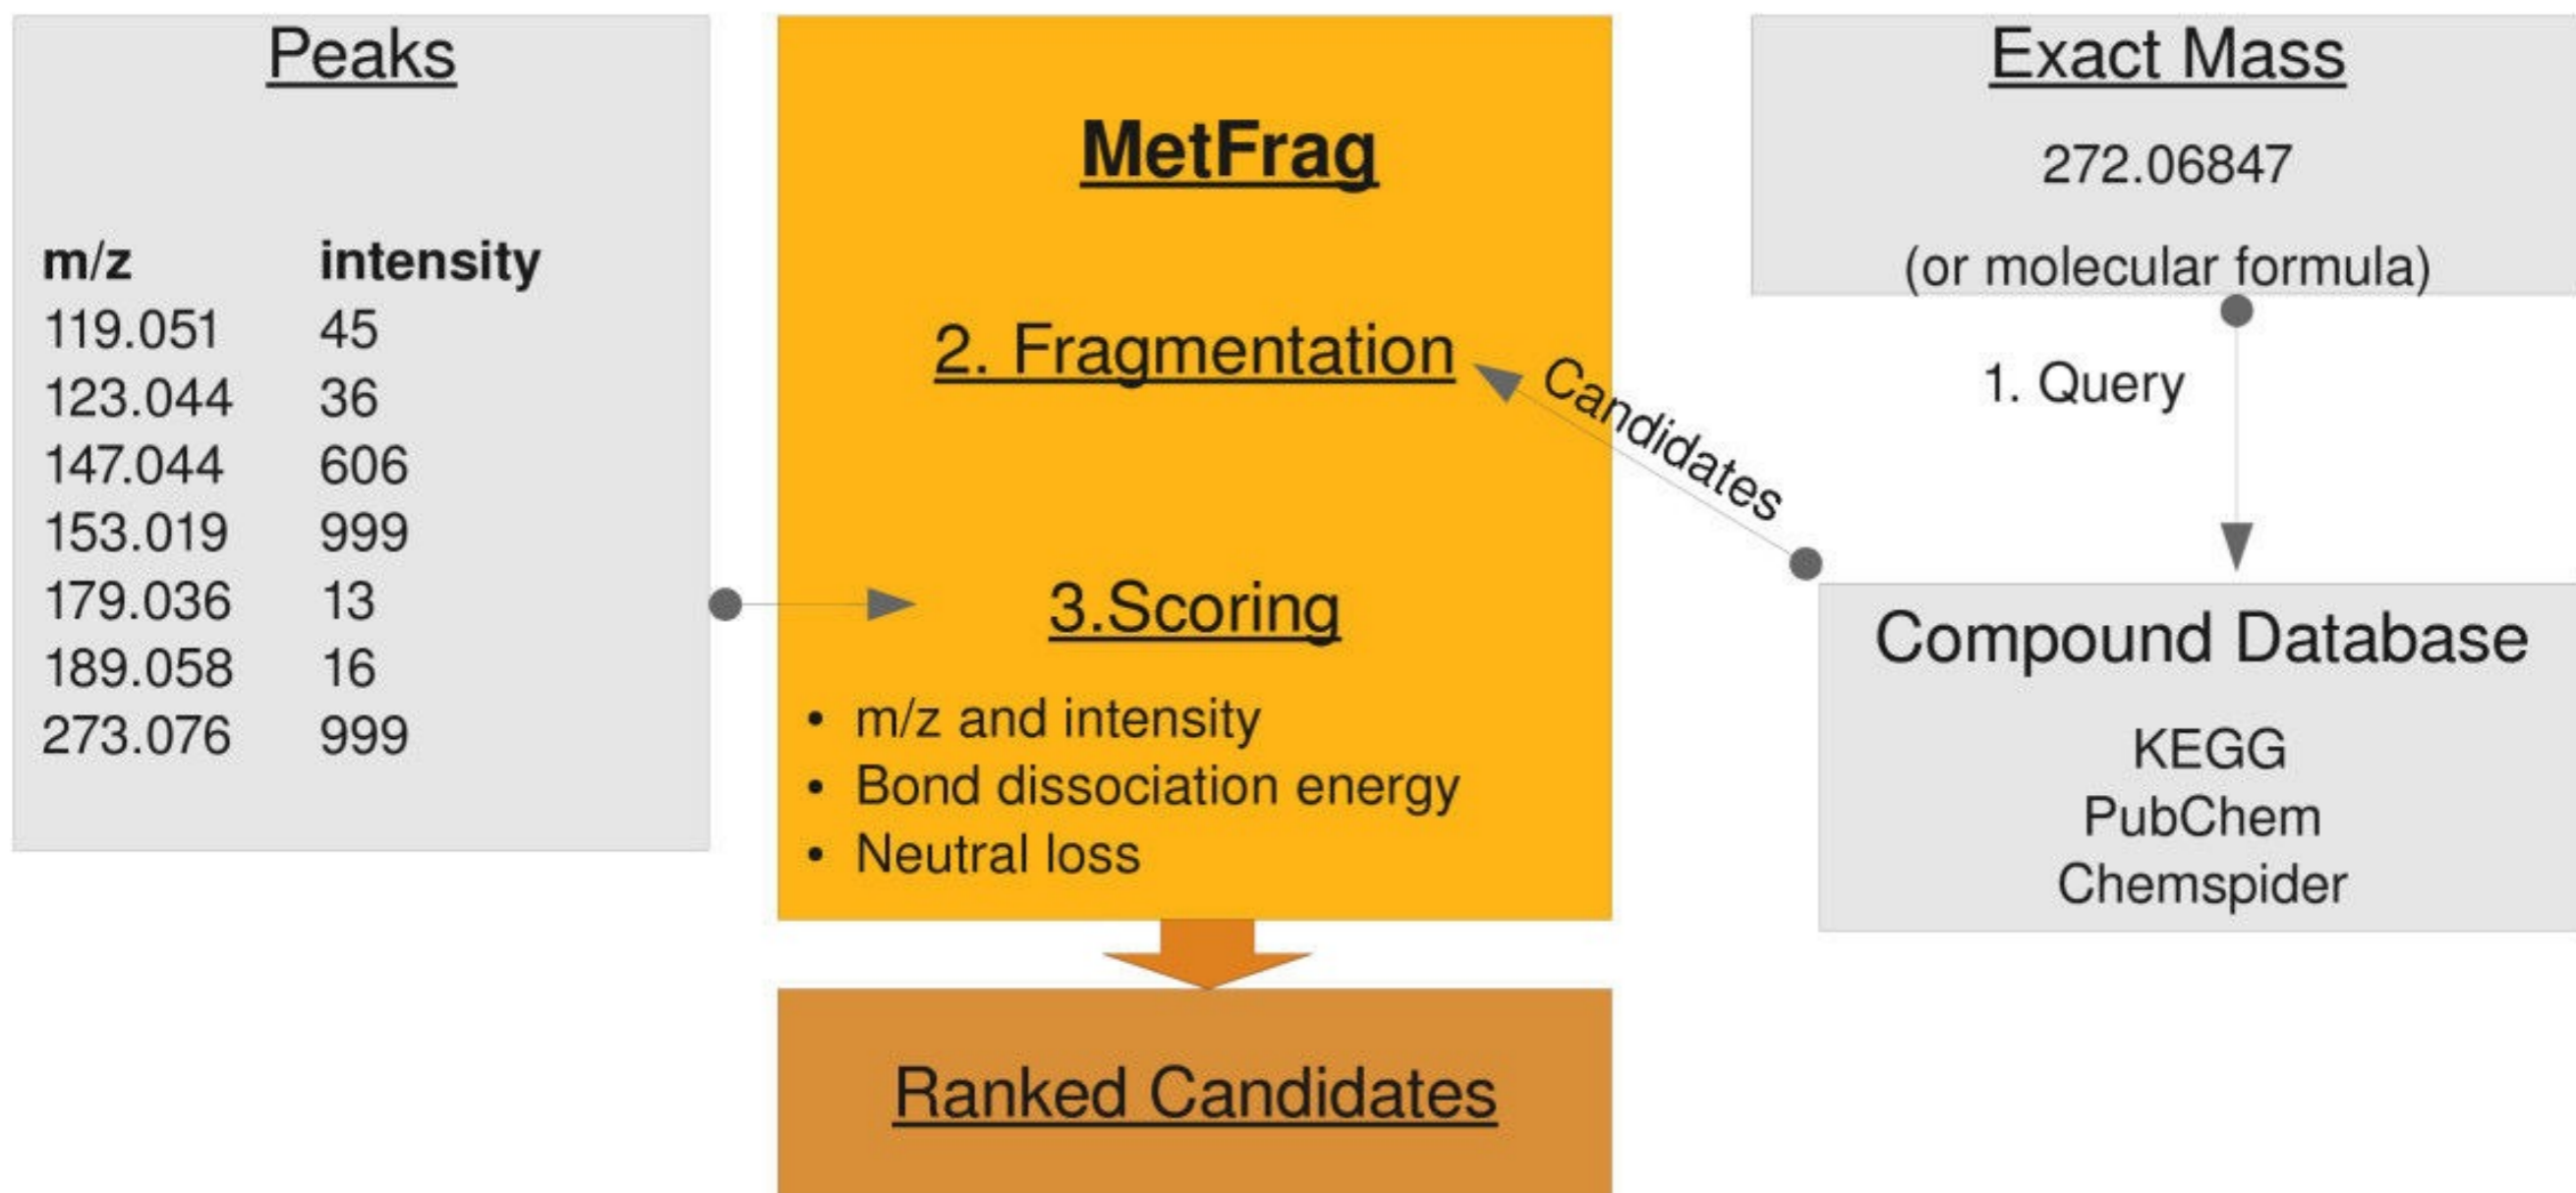 Peaks
m/z intensity
119.051 45
123.044 36
147.044 606
153.019 999
179.036 13
189.058 16
273.076 999
MetFrag
2. Fragmentation
3.Scoring
• m/z and intensity
• Bond dissociation energy
• Neutral loss
Ranked Candidates
Exact Mass
272.06847
(or molecular formula)
1. Query
Candidates
Compound Database
KEGG
PubChem
Chemspider